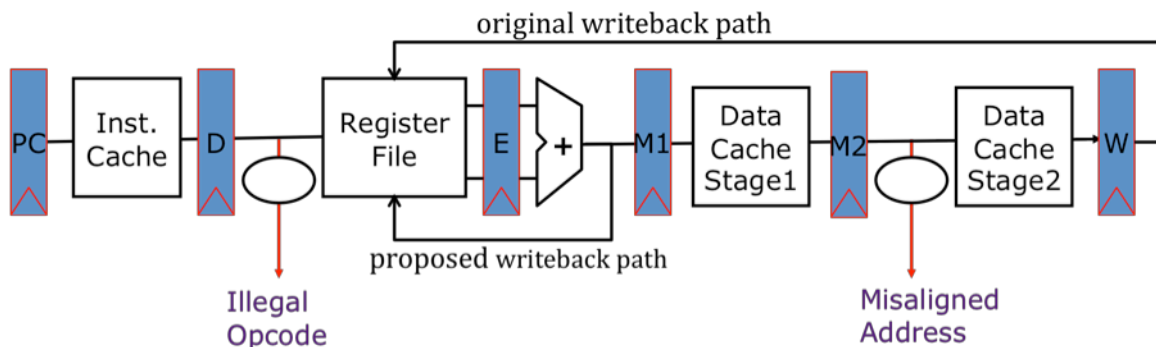 original writeback path
PC
Inst.
Cache
D
Register
File
E
+
M1
Data
Cache
Stage1
M2
Data
Cache
Stage2
W
proposed writeback path
Illegal
Opcode
Misaligned
Address